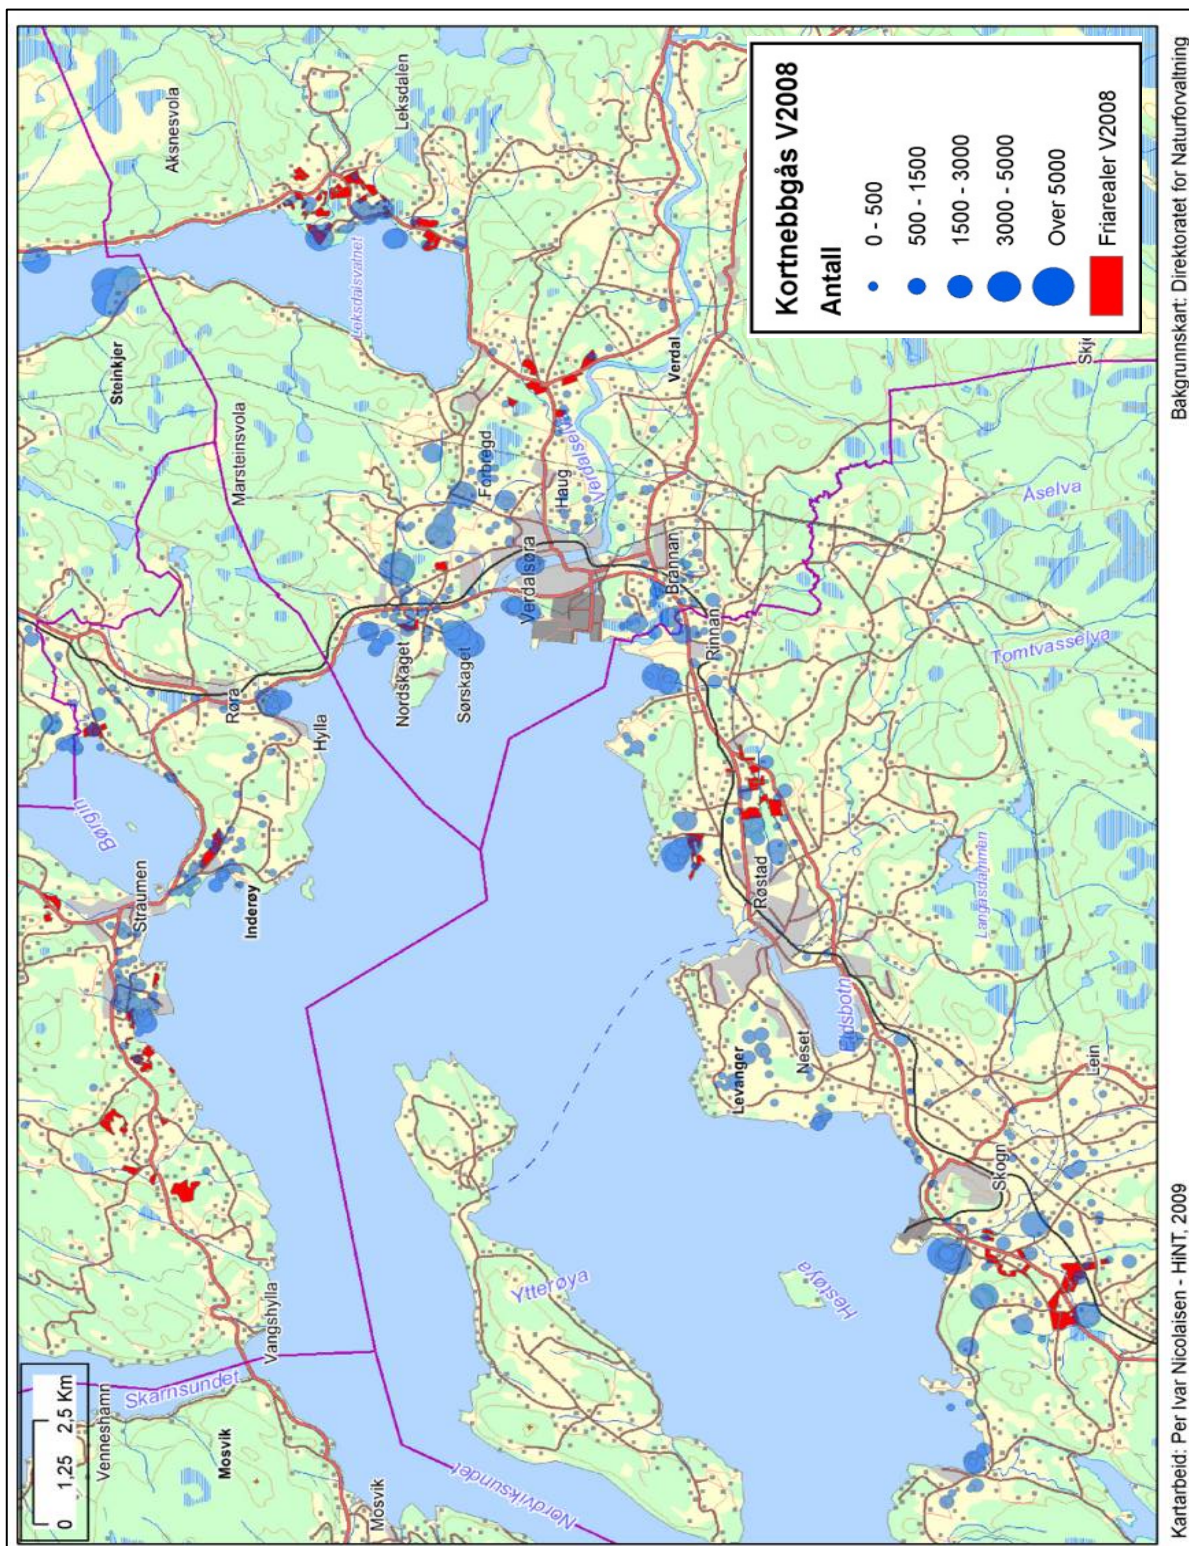 Kortnebbgås V2008
Antall
0 - 500
500 - 1500
1500 - 3000
3000 - 5000
Over 5000
Friarealer V2008
0 1,25 2,5 Km
Venneshamn
Skarnsundet
Mosvik
Mosvik
Vangshylla
Nordviksundet
Ytterøya
Hestøya
Straumen
Børgin
Inderøy
Røra
Hylla
Marsteinsvola
Steinkjer
Aksnesvola
Leksdalen
Leksdalsvatnet
Nordskaget
Sørskaget
Forbregd
Haug
Verdalsøra
Verdalselva
Verdal
Brannan
Rinnan
Røstad
Levanger
Neset
Eidsbotn
Skogn
Lein
Langåsdammen
Tomtvasselva
Åselva
Kartarbeid: Per Ivar Nicolaisen - HiNT, 2009
Bakgrunnskart: Direktoratet for Naturforvaltning